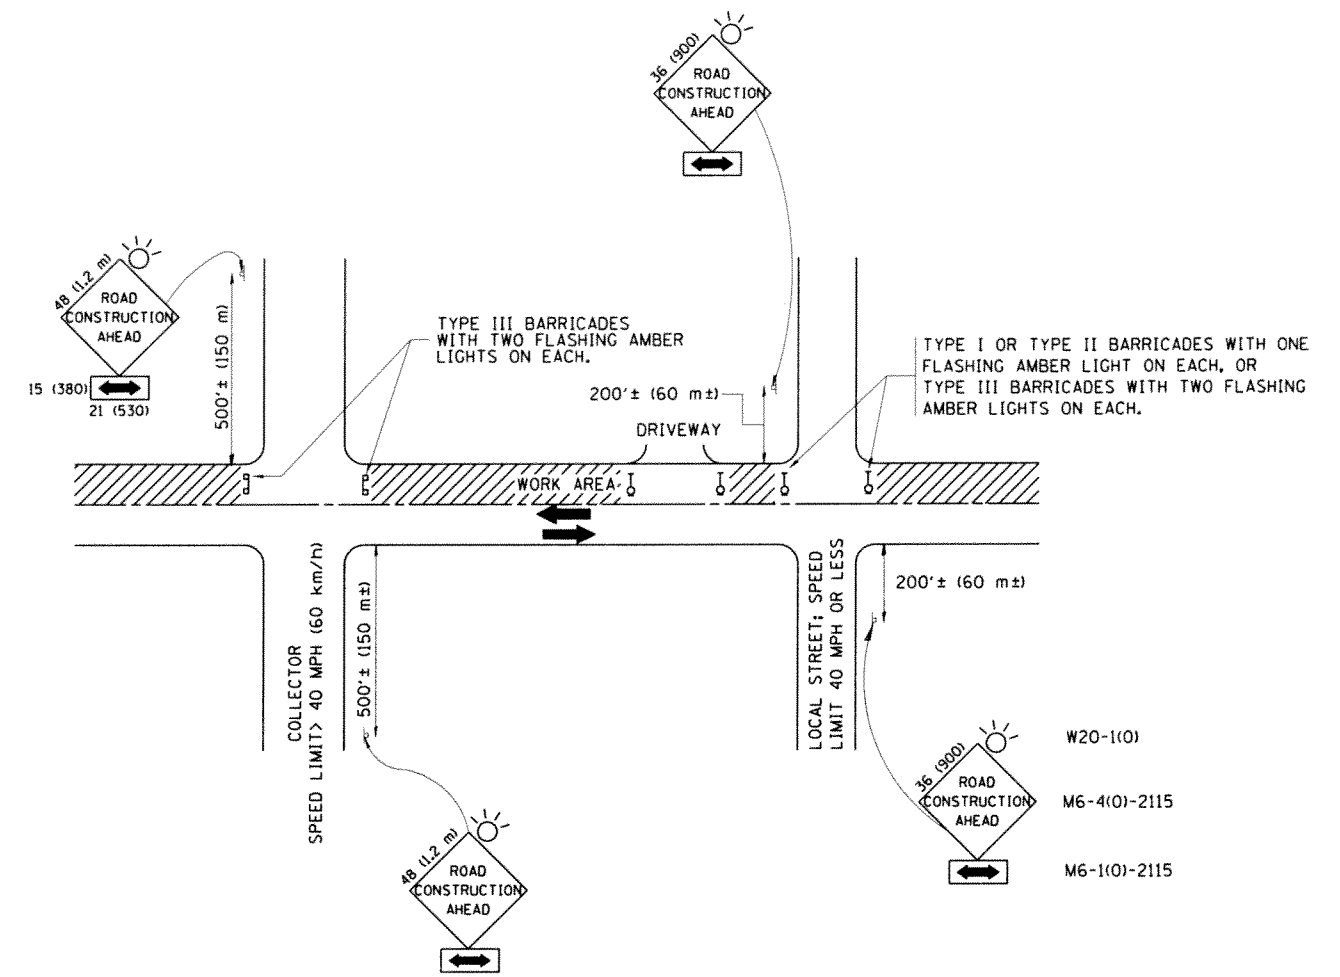 36 (900)
ROAD
CONSTRUCTION
AHEAD
48 (1.2 m)
ROAD
CONSTRUCTION
AHEAD
15 (380)
21 (530)
500'± (150 m)
TYPE III BARRICADES
WITH TWO FLASHING AMBER
LIGHTS ON EACH.
200'± (60 m±)
DRIVEWAY
TYPE I OR TYPE II BARRICADES WITH ONE
FLASHING AMBER LIGHT ON EACH, OR
TYPE III BARRICADES WITH TWO FLASHING
AMBER LIGHTS ON EACH.
WORK AREA
COLLECTOR
SPEED LIMIT> 40 MPH (60 km/h)
500'± (150 m±)
LOCAL STREET; SPEED
LIMIT 40 MPH OR LESS
200'± (60 m±)
36 (900)
ROAD
CONSTRUCTION
AHEAD
W20-1(O)
M6-4(O)-2115
M6-1(O)-2115
48 (1.2 m)
ROAD
CONSTRUCTION
AHEAD